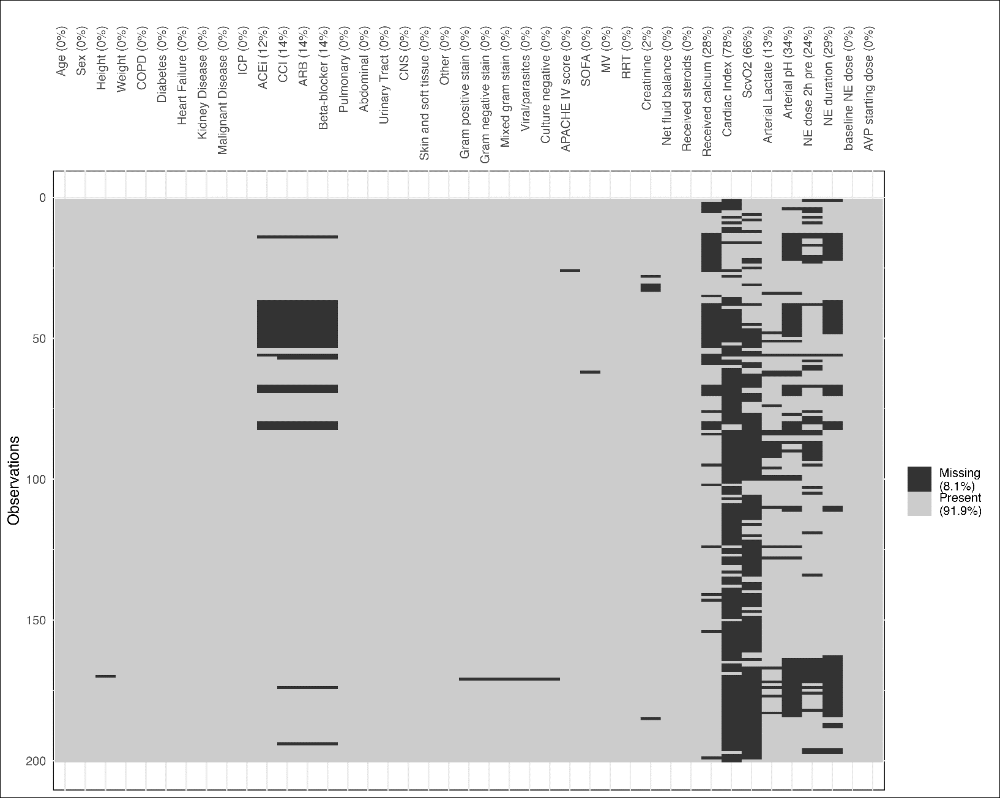 Age (0%)
Sex (0%)
Height (0%)
Weight (0%)
COPD (0%)
Diabetes (0%)
Heart Failure (0%)
Kidney Disease (0%)
Malignant Disease (0%)
ICP (0%)
ACEi (12%)
CCI (14%)
ARB (14%)
Beta-blocker (14%)
Pulmonary (0%)
Abdominal (0%)
Urinary Tract (0%)
CNS (0%)
Skin and soft tissue (0%)
Other (0%)
Gram positive stain (0%)
Gram negative stain (0%)
Mixed gram stain (0%)
Viral/parasites (0%)
Culture negative (0%)
APACHE IV score (0%)
SOFA (0%)
MV (0%)
RRT (0%)
Creatinine (2%)
Net fluid balance (0%)
Received steroids (0%)
Received calcium (28%)
Cardiac Index (78%)
ScvO2 (66%)
Arterial Lactate (13%)
Arterial pH (34%)
NE dose 2h pre (24%)
NE duration (29%)
baseline NE dose (0%)
AVP starting dose (0%)
0
50
100
150
200
Observations
Missing
(8.1%)
Present
(91.9%)